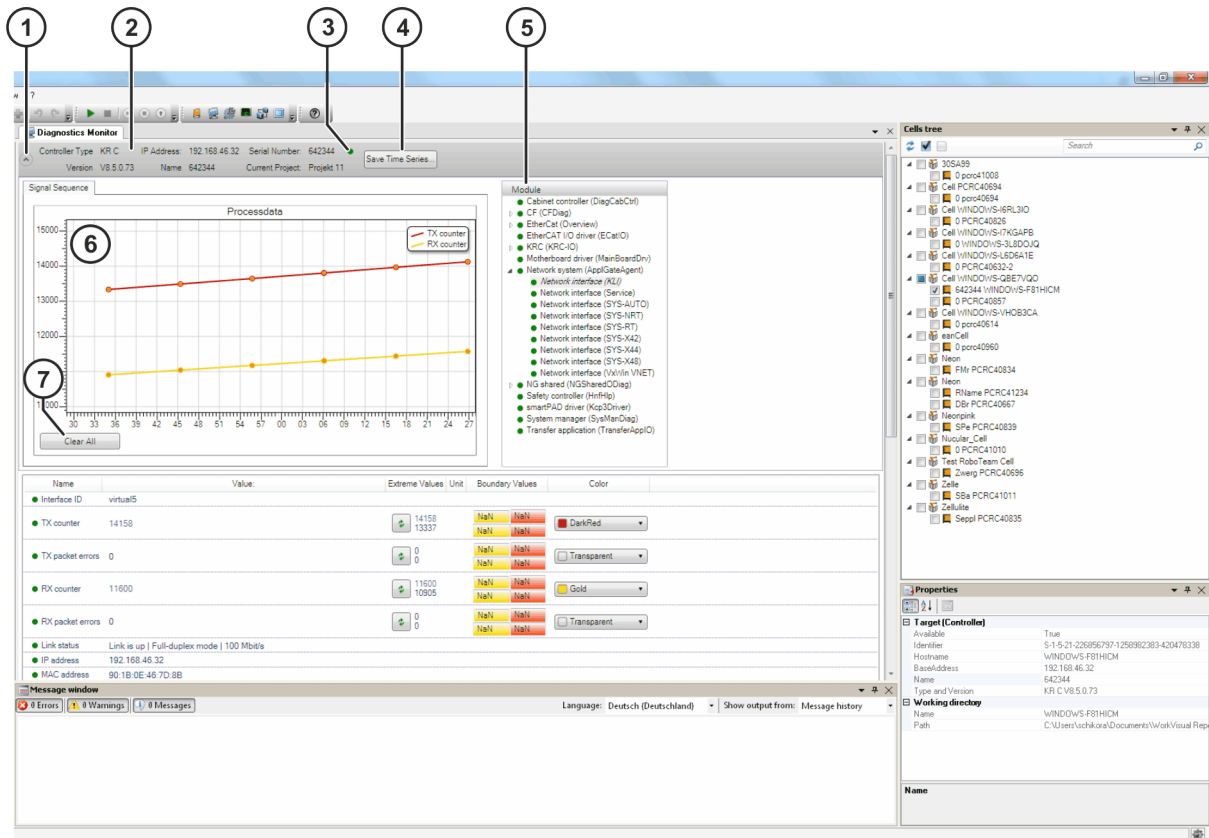 1 2 3 4 5
w ?
Diagnostics Monitor
Controller Type KR C IP Address: 192.168.46.32 Serial Number: 642344
Version V8.5.0.73 Name 642344 Current Project: Projekt 11
Save Time Series...
Signal Sequence
Processdata
TX counter
RX counter
15000
14000
13000
12000
6
7
30 33 36 39 42 45 48 51 54 57 00 03 06 09 12 15 18 21 24 27
Clear All
Module
Cabinet controller (DiagCabCtrl)
CF (CFDiag)
EtherCat (Overview)
EtherCAT I/O driver (ECatIO)
KRC (KRC-IO)
Motherboard driver (MainBoardDrv)
Network system (ApplGateAgent)
Network interface (KLI)
Network interface (Service)
Network interface (SYS-AUTO)
Network interface (SYS-NRT)
Network interface (SYS-RT)
Network interface (SYS-X42)
Network interface (SYS-X44)
Network interface (SYS-X48)
Network interface (VxWin VNET)
NG shared (NGSharedODiag)
Safety controller (HnfHlp)
smartPAD driver (Kcp3Driver)
System manager (SysManDiag)
Transfer application (TransferAppIO)
Name Value: Extreme Values Unit Boundary Values Color
Interface ID virtual5
TX counter 14158 14158 13337 NaN NaN NaN NaN DarkRed
TX packet errors 0 0 0 NaN NaN NaN NaN Transparent
RX counter 11600 11600 10905 NaN NaN NaN NaN Gold
RX packet errors 0 0 0 NaN NaN NaN NaN Transparent
Link status Link is up | Full-duplex mode | 100 Mbit/s
IP address 192.168.46.32
MAC address 90:1B:0E:46:7D:8B
Message window
0 Errors 0 Warnings 0 Messages Language: Deutsch (Deutschland) Show output from: Message history
Cells tree
Search
30SA99
0 pcrc41008
Cell PCRC40694
0 pcrc40694
Cell WINDOWS-I6RL3IO
0 PCRC40826
Cell WINDOWS-I7KGAPB
0 WINDOWS-3L8DOJQ
Cell WINDOWS-L6D6A1E
0 PCRC40632-2
Cell WINDOWS-QBE7VQO
642344 WINDOWS-F81HICM
0 PCRC40857
Cell WINDOWS-VHOB3CA
0 pcrc40614
eanCell
0 pcrc40960
Neon
FMr PCRC40834
Neon
RName PCRC41234
DBr PCRC40667
Neonpink
SPe PCRC40839
Nucular_Cell
0 PCRC41010
Test RoboTeam Cell
Zwerg PCRC40696
Zelle
SBa PCRC41011
Zellulite
Seppl PCRC40835
Properties
Target (Controller)
Available True
Identifier S-1-5-21-226856797-1258982383-420478338
Hostname WINDOWS-F81HICM
BaseAddress 192.168.46.32
Name 642344
Type and Version KR C V8.5.0.73
Working directory
Name WINDOWS-F81HICM
Path C:\Users\schikora\Documents\WorkVisual Rep
Name